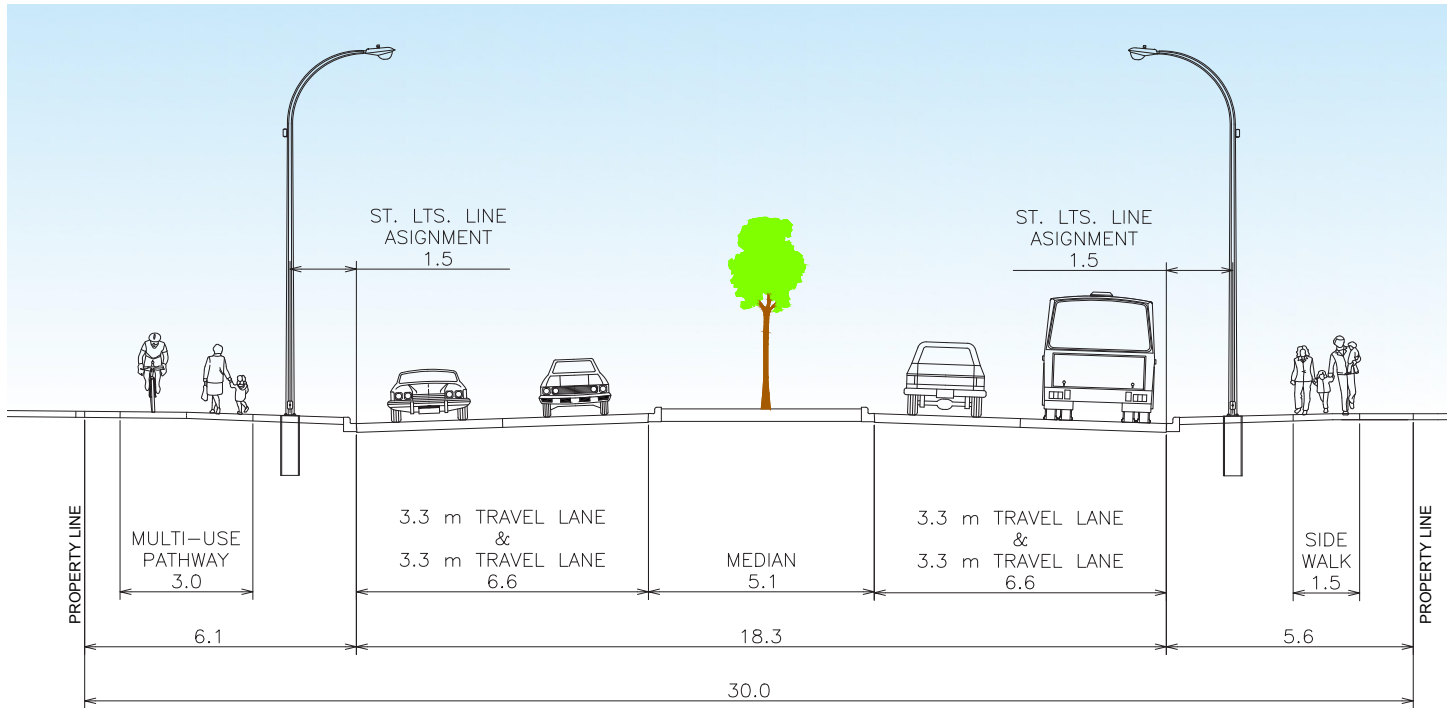 ST. LTS. LINE
ASIGNMENT
1.5
ST. LTS. LINE
ASIGNMENT
1.5
PROPERTY LINE
MULTI-USE
PATHWAY
3.0
3.3 m TRAVEL LANE
&
3.3 m TRAVEL LANE
6.6
MEDIAN
5.1
3.3 m TRAVEL LANE
&
3.3 m TRAVEL LANE
6.6
SIDE
WALK
1.5
PROPERTY LINE
6.1
18.3
5.6
30.0